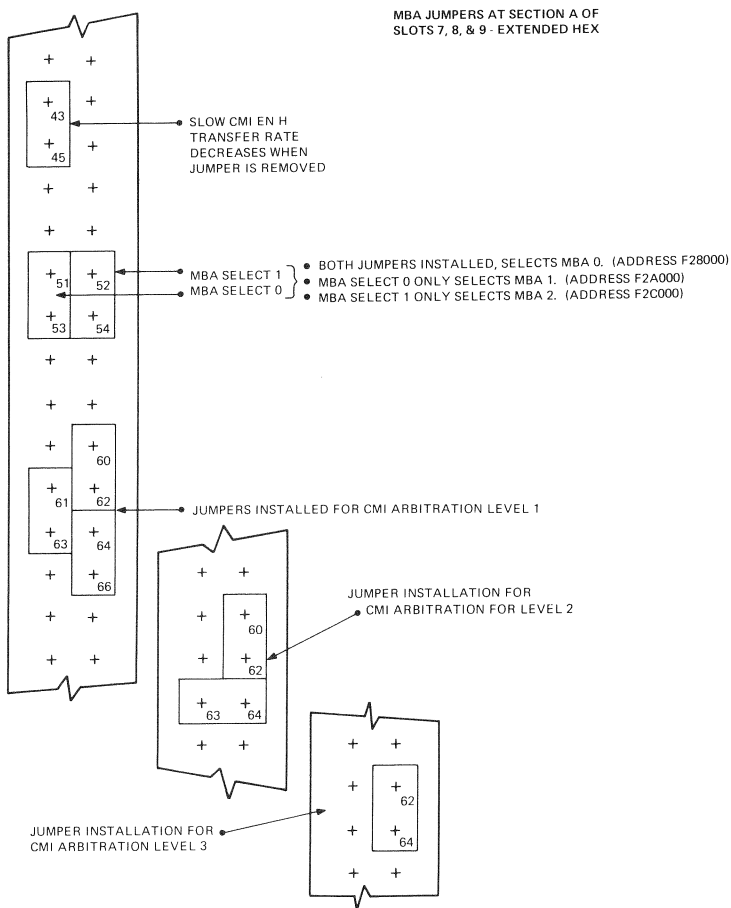 MBA JUMPERS AT SECTION A OF
SLOTS 7, 8, & 9 - EXTENDED HEX
43
45
SLOW CMI EN H
TRANSFER RATE
DECREASES WHEN
JUMPER IS REMOVED
51
52
53
54
MBA SELECT 1
MBA SELECT 0
BOTH JUMPERS INSTALLED, SELECTS MBA 0. (ADDRESS F28000)
MBA SELECT 0 ONLY SELECTS MBA 1. (ADDRESS F2A000)
MBA SELECT 1 ONLY SELECTS MBA 2. (ADDRESS F2C000)
60
61
62
63
64
66
JUMPERS INSTALLED FOR CMI ARBITRATION LEVEL 1
60
62
63
64
JUMPER INSTALLATION FOR
CMI ARBITRATION FOR LEVEL 2
62
64
JUMPER INSTALLATION FOR
CMI ARBITRATION LEVEL 3